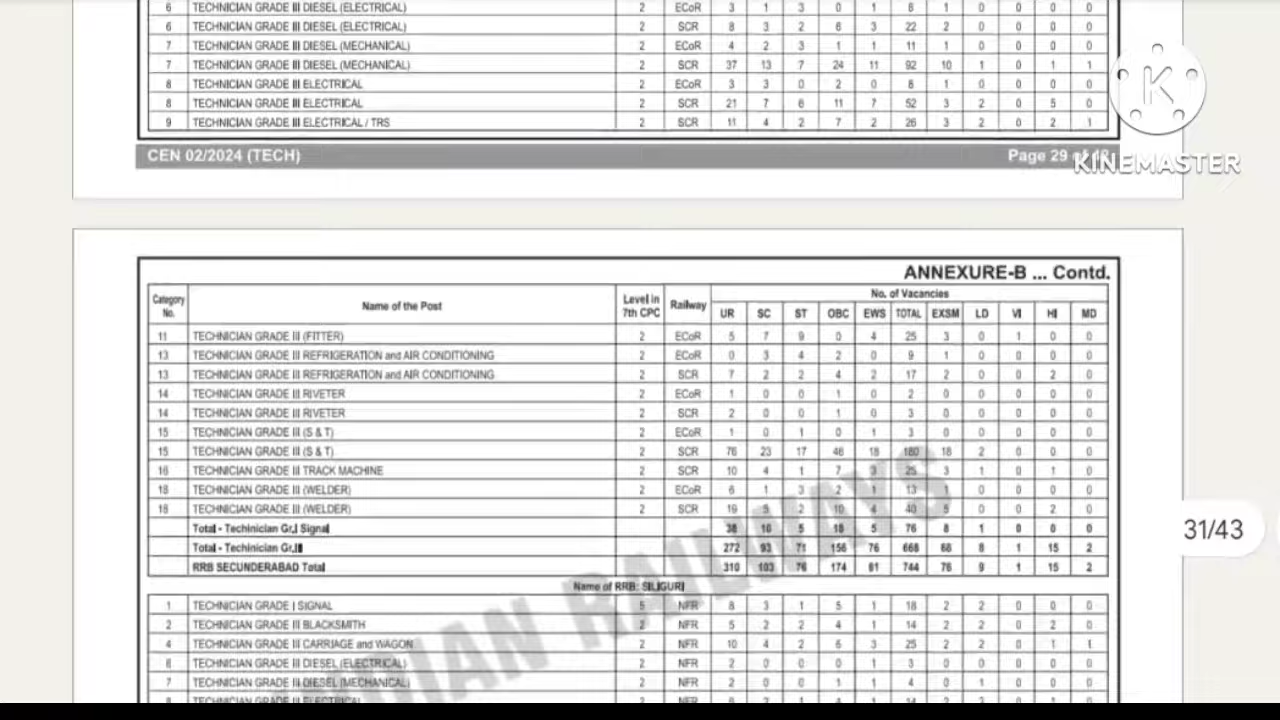 6 TECHNICIAN GRADE III DIESEL (ELECTRICAL) 2 ECoR 3 1 3 0 1 8 1 0 0 0 0
6 TECHNICIAN GRADE III DIESEL (ELECTRICAL) 2 SCR 8 3 2 6 3 22 2 0 0 0 0
7 TECHNICIAN GRADE III DIESEL (MECHANICAL) 2 ECoR 4 2 3 1 1 11 1 0 0 0 0
7 TECHNICIAN GRADE III DIESEL (MECHANICAL) 2 SCR 37 13 7 24 11 92 10 1 0 1 1
8 TECHNICIAN GRADE III ELECTRICAL 2 ECoR 3 3 0 2 0 8 1 0 0 0 0
8 TECHNICIAN GRADE III ELECTRICAL 2 SCR 21 7 6 11 7 52 3 2 0 5 0
9 TECHNICIAN GRADE III ELECTRICAL / TRS 2 SCR 11 4 2 7 2 26 3 2 0 2 1
CEN 02/2024 (TECH) Page 29 of
KINEMASTER
ANNEXURE-B ... Contd.
Category No. Name of the Post Level in 7th CPC Railway No. of Vacancies
UR SC ST OBC EWS TOTAL EXSM LD VI HI MD
11 TECHNICIAN GRADE III (FITTER) 2 ECoR 5 7 9 0 4 25 3 0 1 0 0
13 TECHNICIAN GRADE III REFRIGERATION and AIR CONDITIONING 2 ECoR 0 3 4 2 0 9 1 0 0 0 0
13 TECHNICIAN GRADE III REFRIGERATION and AIR CONDITIONING 2 SCR 7 2 2 4 2 17 2 0 0 2 0
14 TECHNICIAN GRADE III RIVETER 2 ECoR 1 0 0 1 0 2 0 0 0 0 0
14 TECHNICIAN GRADE III RIVETER 2 SCR 2 0 0 1 0 3 0 0 0 0 0
15 TECHNICIAN GRADE III (S & T) 2 ECoR 1 0 1 0 1 3 0 0 0 0 0
15 TECHNICIAN GRADE III (S & T) 2 SCR 76 23 17 46 18 180 18 2 0 0 0
16 TECHNICIAN GRADE III TRACK MACHINE 2 SCR 10 4 1 7 3 25 3 1 0 1 0
18 TECHNICIAN GRADE III (WELDER) 2 ECoR 6 1 3 2 1 13 1 0 0 0 0
18 TECHNICIAN GRADE III (WELDER) 2 SCR 19 5 2 10 4 40 5 0 0 2 0
Total - Techinician Gr.I Signal 38 10 5 18 5 76 8 1 0 0 0
Total - Techinician Gr.III 272 93 71 156 76 668 68 8 1 15 2
RRB SECUNDERABAD Total 310 103 76 174 81 744 76 9 1 15 2
31/43
Name of RRB: SILIGURI
1 TECHNICIAN GRADE I SIGNAL 5 NFR 8 3 1 5 1 18 2 2 0 0 0
2 TECHNICIAN GRADE III BLACKSMITH 2 NFR 5 2 2 4 1 14 2 2 0 2 0
4 TECHNICIAN GRADE III CARRIAGE and WAGON 2 NFR 10 4 2 6 3 25 2 2 0 1 1
6 TECHNICIAN GRADE III DIESEL (ELECTRICAL) 2 NFR 2 0 0 0 1 3 0 0 0 0 0
7 TECHNICIAN GRADE III DIESEL (MECHANICAL) 2 NFR 2 0 0 1 1 4 0 1 0 0 0
TECHNICIAN GRADE III ELECTRICAL 2 NFR
INDIAN RAILWAYS